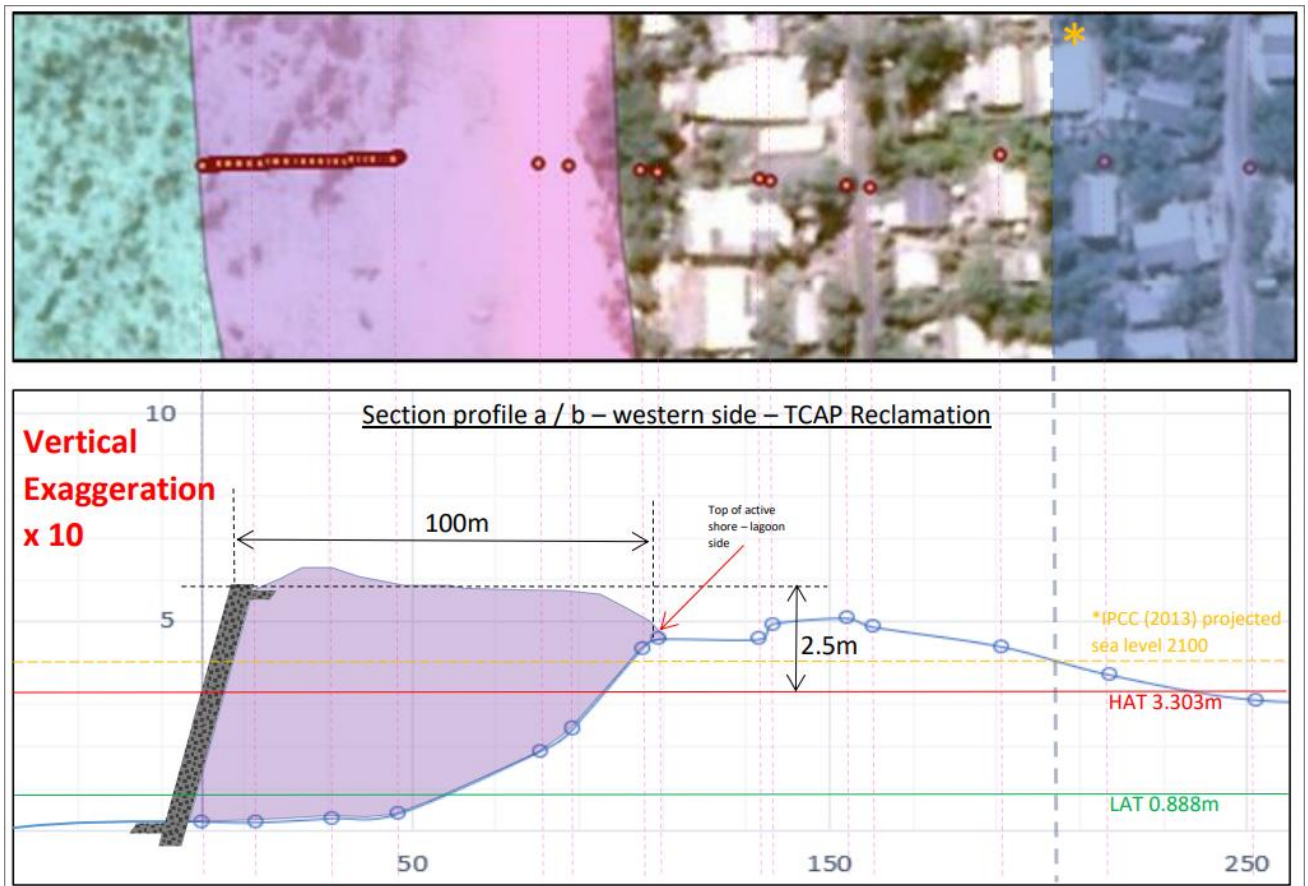 *
10
Section profile a / b – western side – TCAP Reclamation
Vertical
Exaggeration
x 10
100m
Top of active
shore – lagoon
side
5
2.5m
*IPCC (2013) projected
sea level 2100
HAT 3.303m
LAT 0.888m
50
150
250